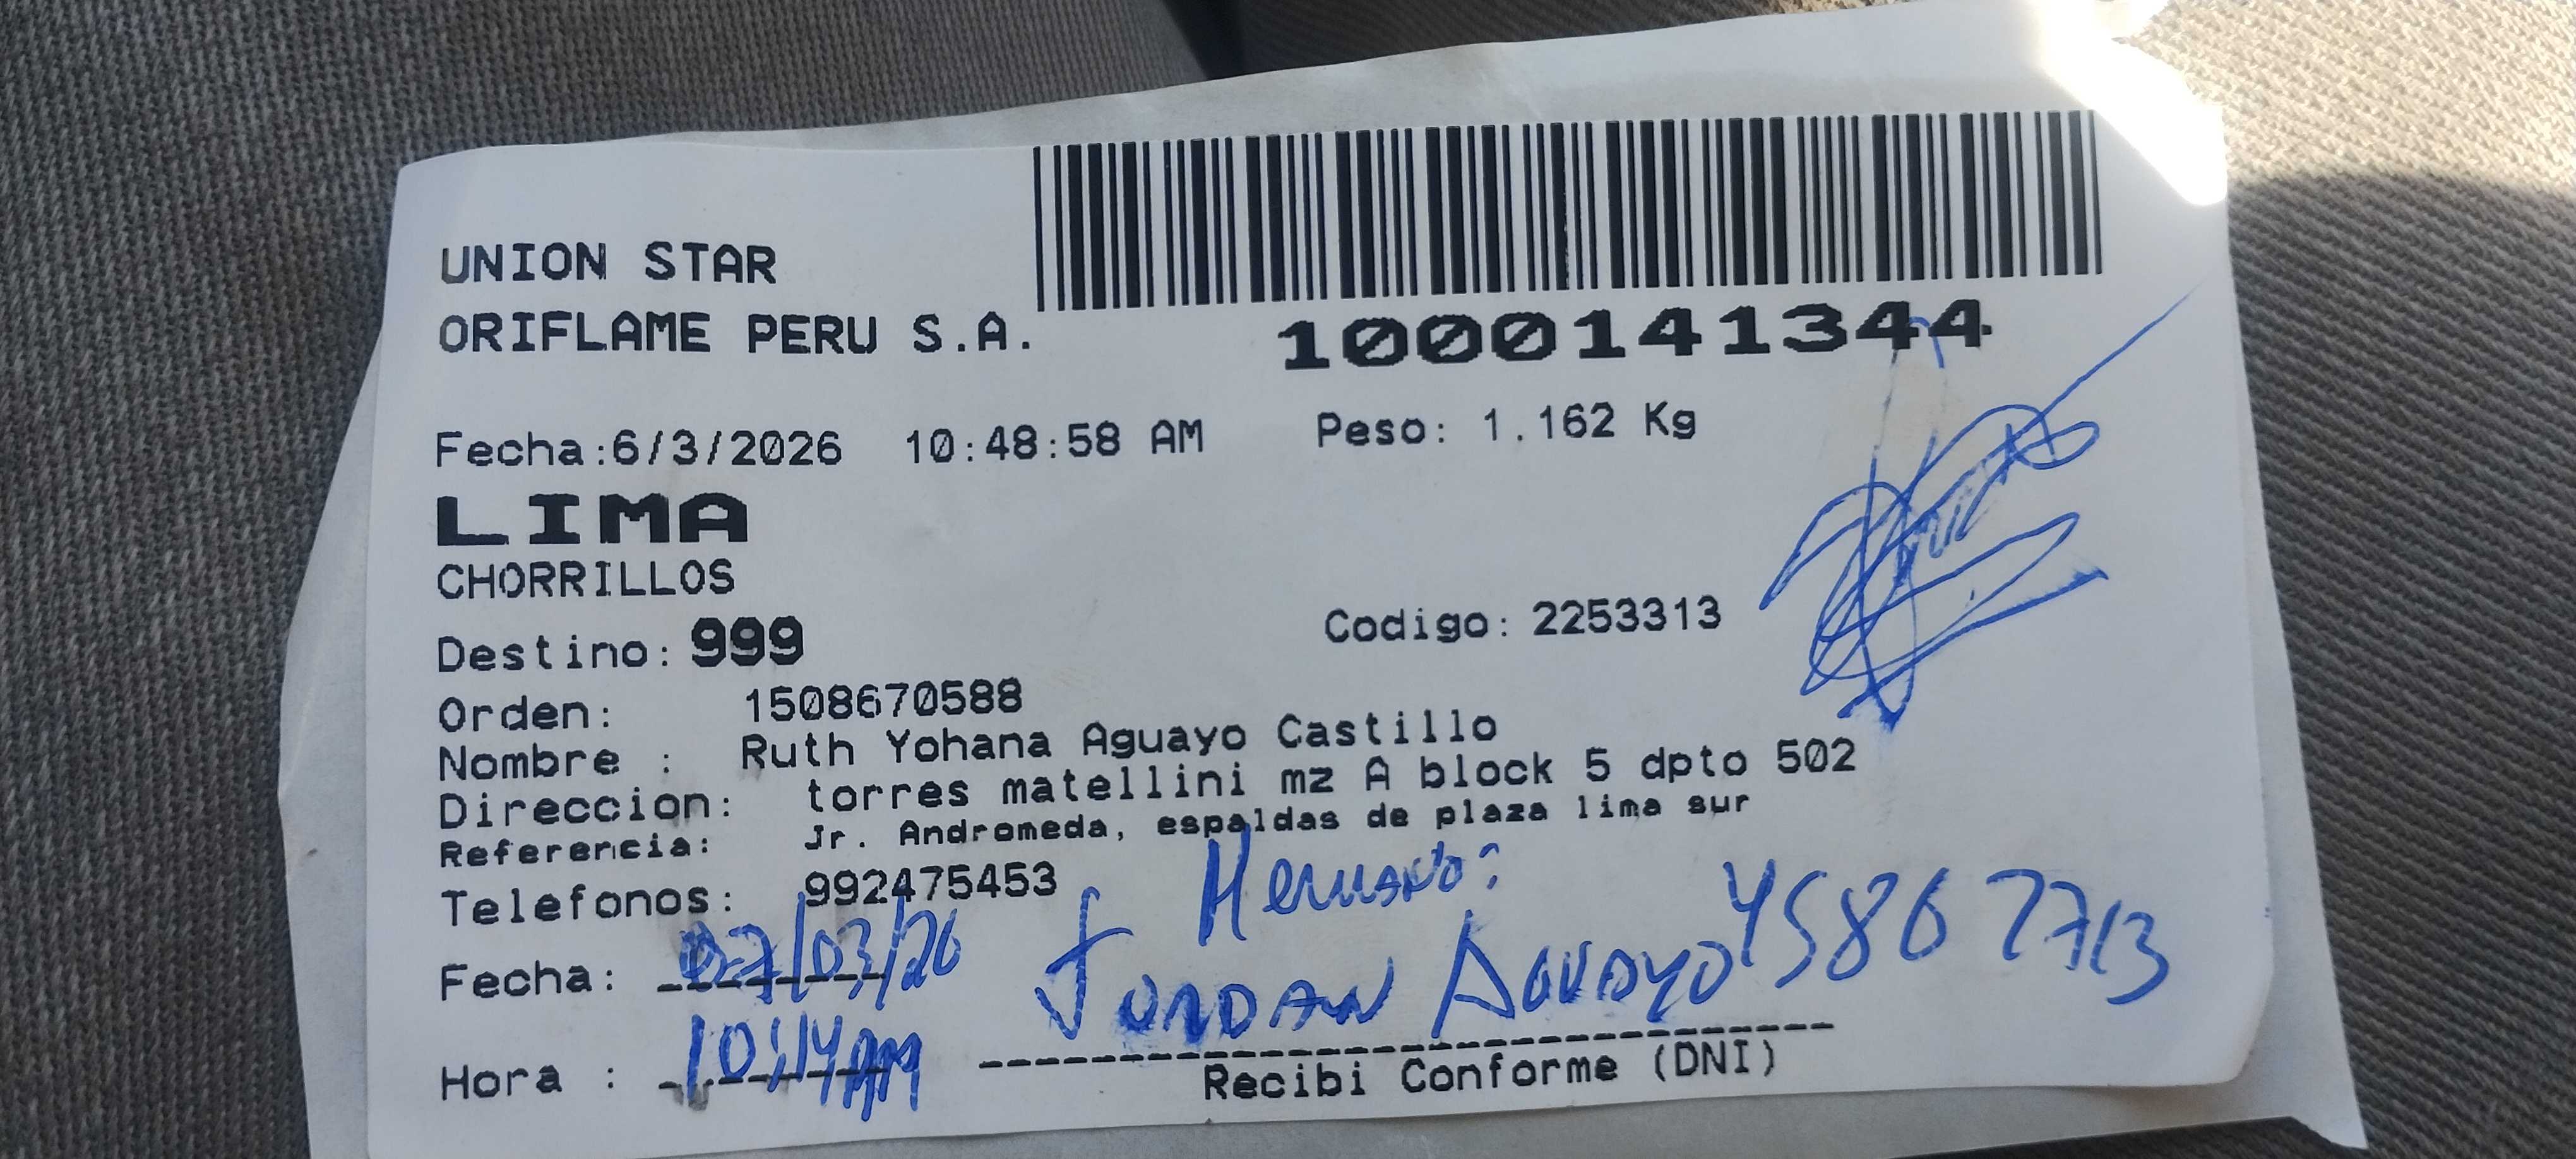 UNION STAR
ORIFLAME PERU S.A.
1000141344
Fecha:6/3/2026 10:48:58 AM Peso: 1.162 Kg
LIMA
CHORRILLOS
Destino: 999 Codigo: 2253313
Orden: 1508670588
Nombre : Ruth Yohana Aguayo Castillo
Direccion: torres matellini mz A block 5 dpto 502
Referencia: Jr. Andromeda, espaldas de plaza lima sur
Telefonos: 992475453
Hermano:
Fecha: 07/03/26
JORDAN AGUAYO
Hora : 10:14AM
Recibi Conforme (DNI)